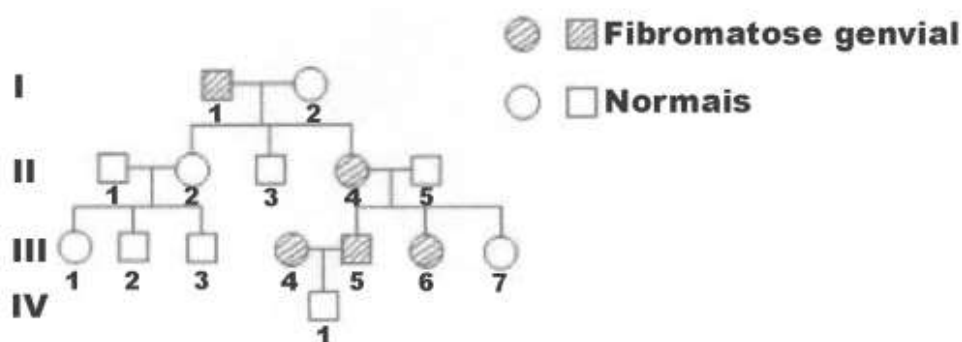 Fibromatose genvial
Normais
I
1 2
II
1 2 3 4 5
III
1 2 3 4 5 6 7
IV
1